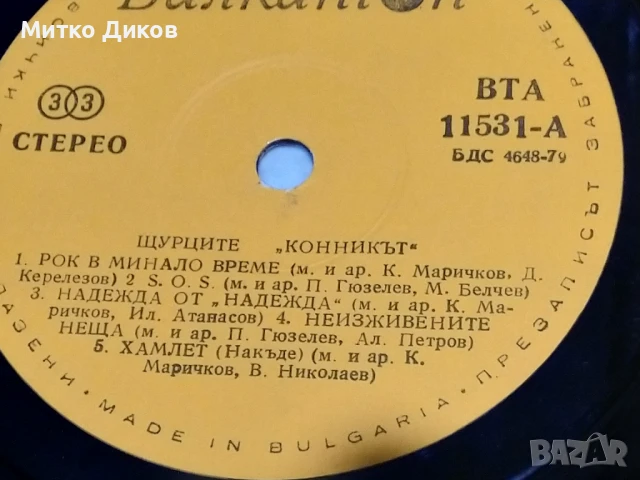 Митко Диков
Балкантон
33
СТЕРЕО
ВТА
11531-А
БДС 4648-79
ЩУРЦИТЕ „КОННИКЪТ“
1. РОК В МИНАЛО ВРЕМЕ (м. и ар. К. Маричков, Д.
Керелезов) 2 S. O. S. (м. и ар. П. Гюзелев, М. Белчев)
3. НАДЕЖДА ОТ „НАДЕЖДА“ (м. и ар. К. Ма-
ричков, Ил. Атанасов) 4. НЕИЗЖИВЕНИТЕ
НЕЩА (м. и ар. П. Гюзелев, Ал. Петров)
5. ХАМЛЕТ (Накъде) (м. и ар. К.
Маричков, В. Николаев)
АЗЕНИ • MADE IN BULGARIA • ПРЕЗАПИСЪТ ЗАБРАНЕН
BAZAR